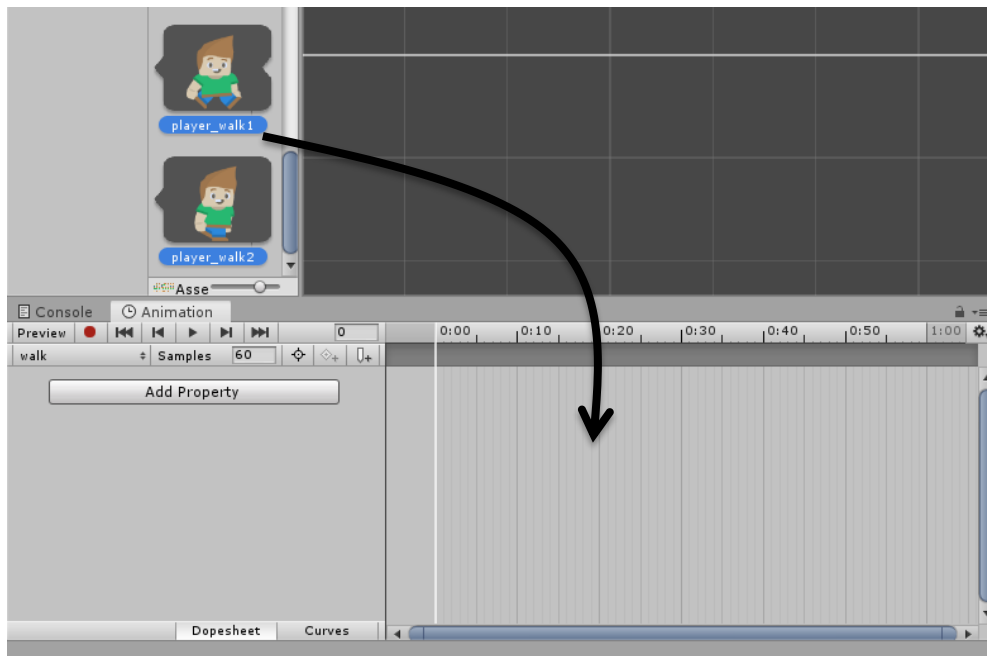 player_walk1
player_walk2
Asse
Console Animation
Preview 0 0:00 0:10 0:20 0:30 0:40 0:50 1:00
walk Samples 60
Add Property
Dopesheet Curves